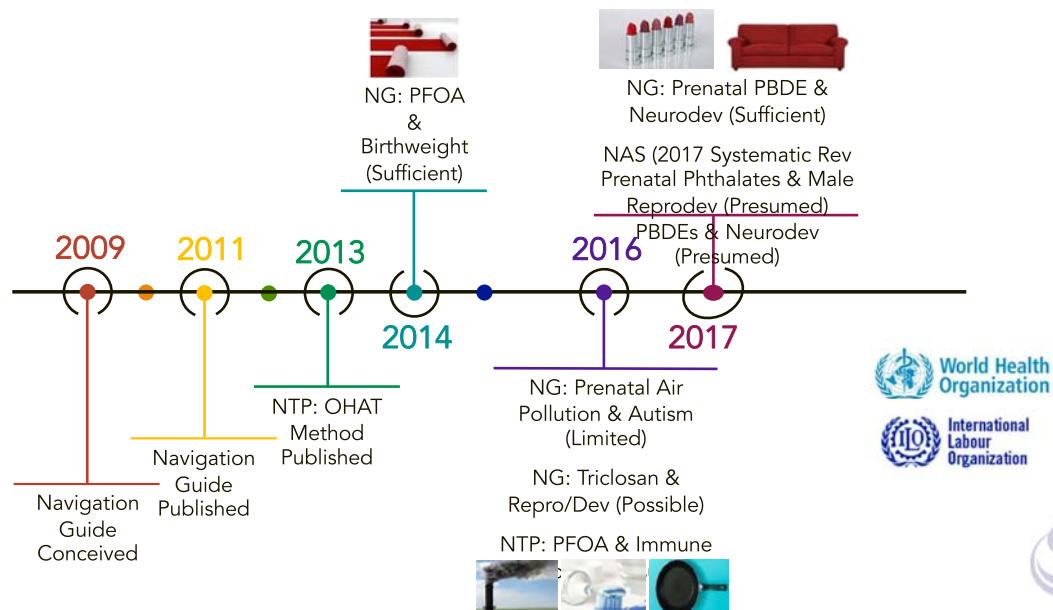 NG: PFOA
&
Birthweight
(Sufficient)
NG: Prenatal PBDE &
Neurodev (Sufficient)
NAS (2017 Systematic Rev
Prenatal Phthalates & Male
Reprodev (Presumed)
PBDEs & Neurodev
(Presumed)
2009
2011
2013
2014
2016
2017
Navigation
Guide
Conceived
Navigation
Guide
Published
NTP: OHAT
Method
Published
NG: Prenatal Air
Pollution & Autism
(Limited)
NG: Triclosan &
Repro/Dev (Possible)
NTP: PFOA & Immune
World Health
Organization
ILO
International
Labour
Organization